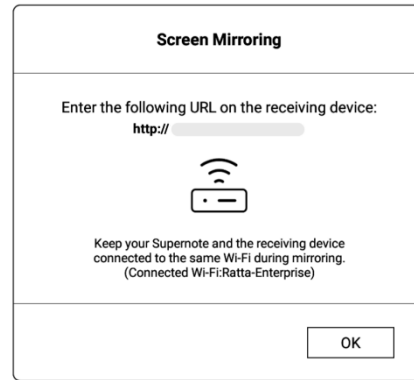 Screen Mirroring
Enter the following URL on the receiving device:
http://
Keep your Supernote and the receiving device
connected to the same Wi-Fi during mirroring.
(Connected Wi-Fi:Ratta-Enterprise)
OK